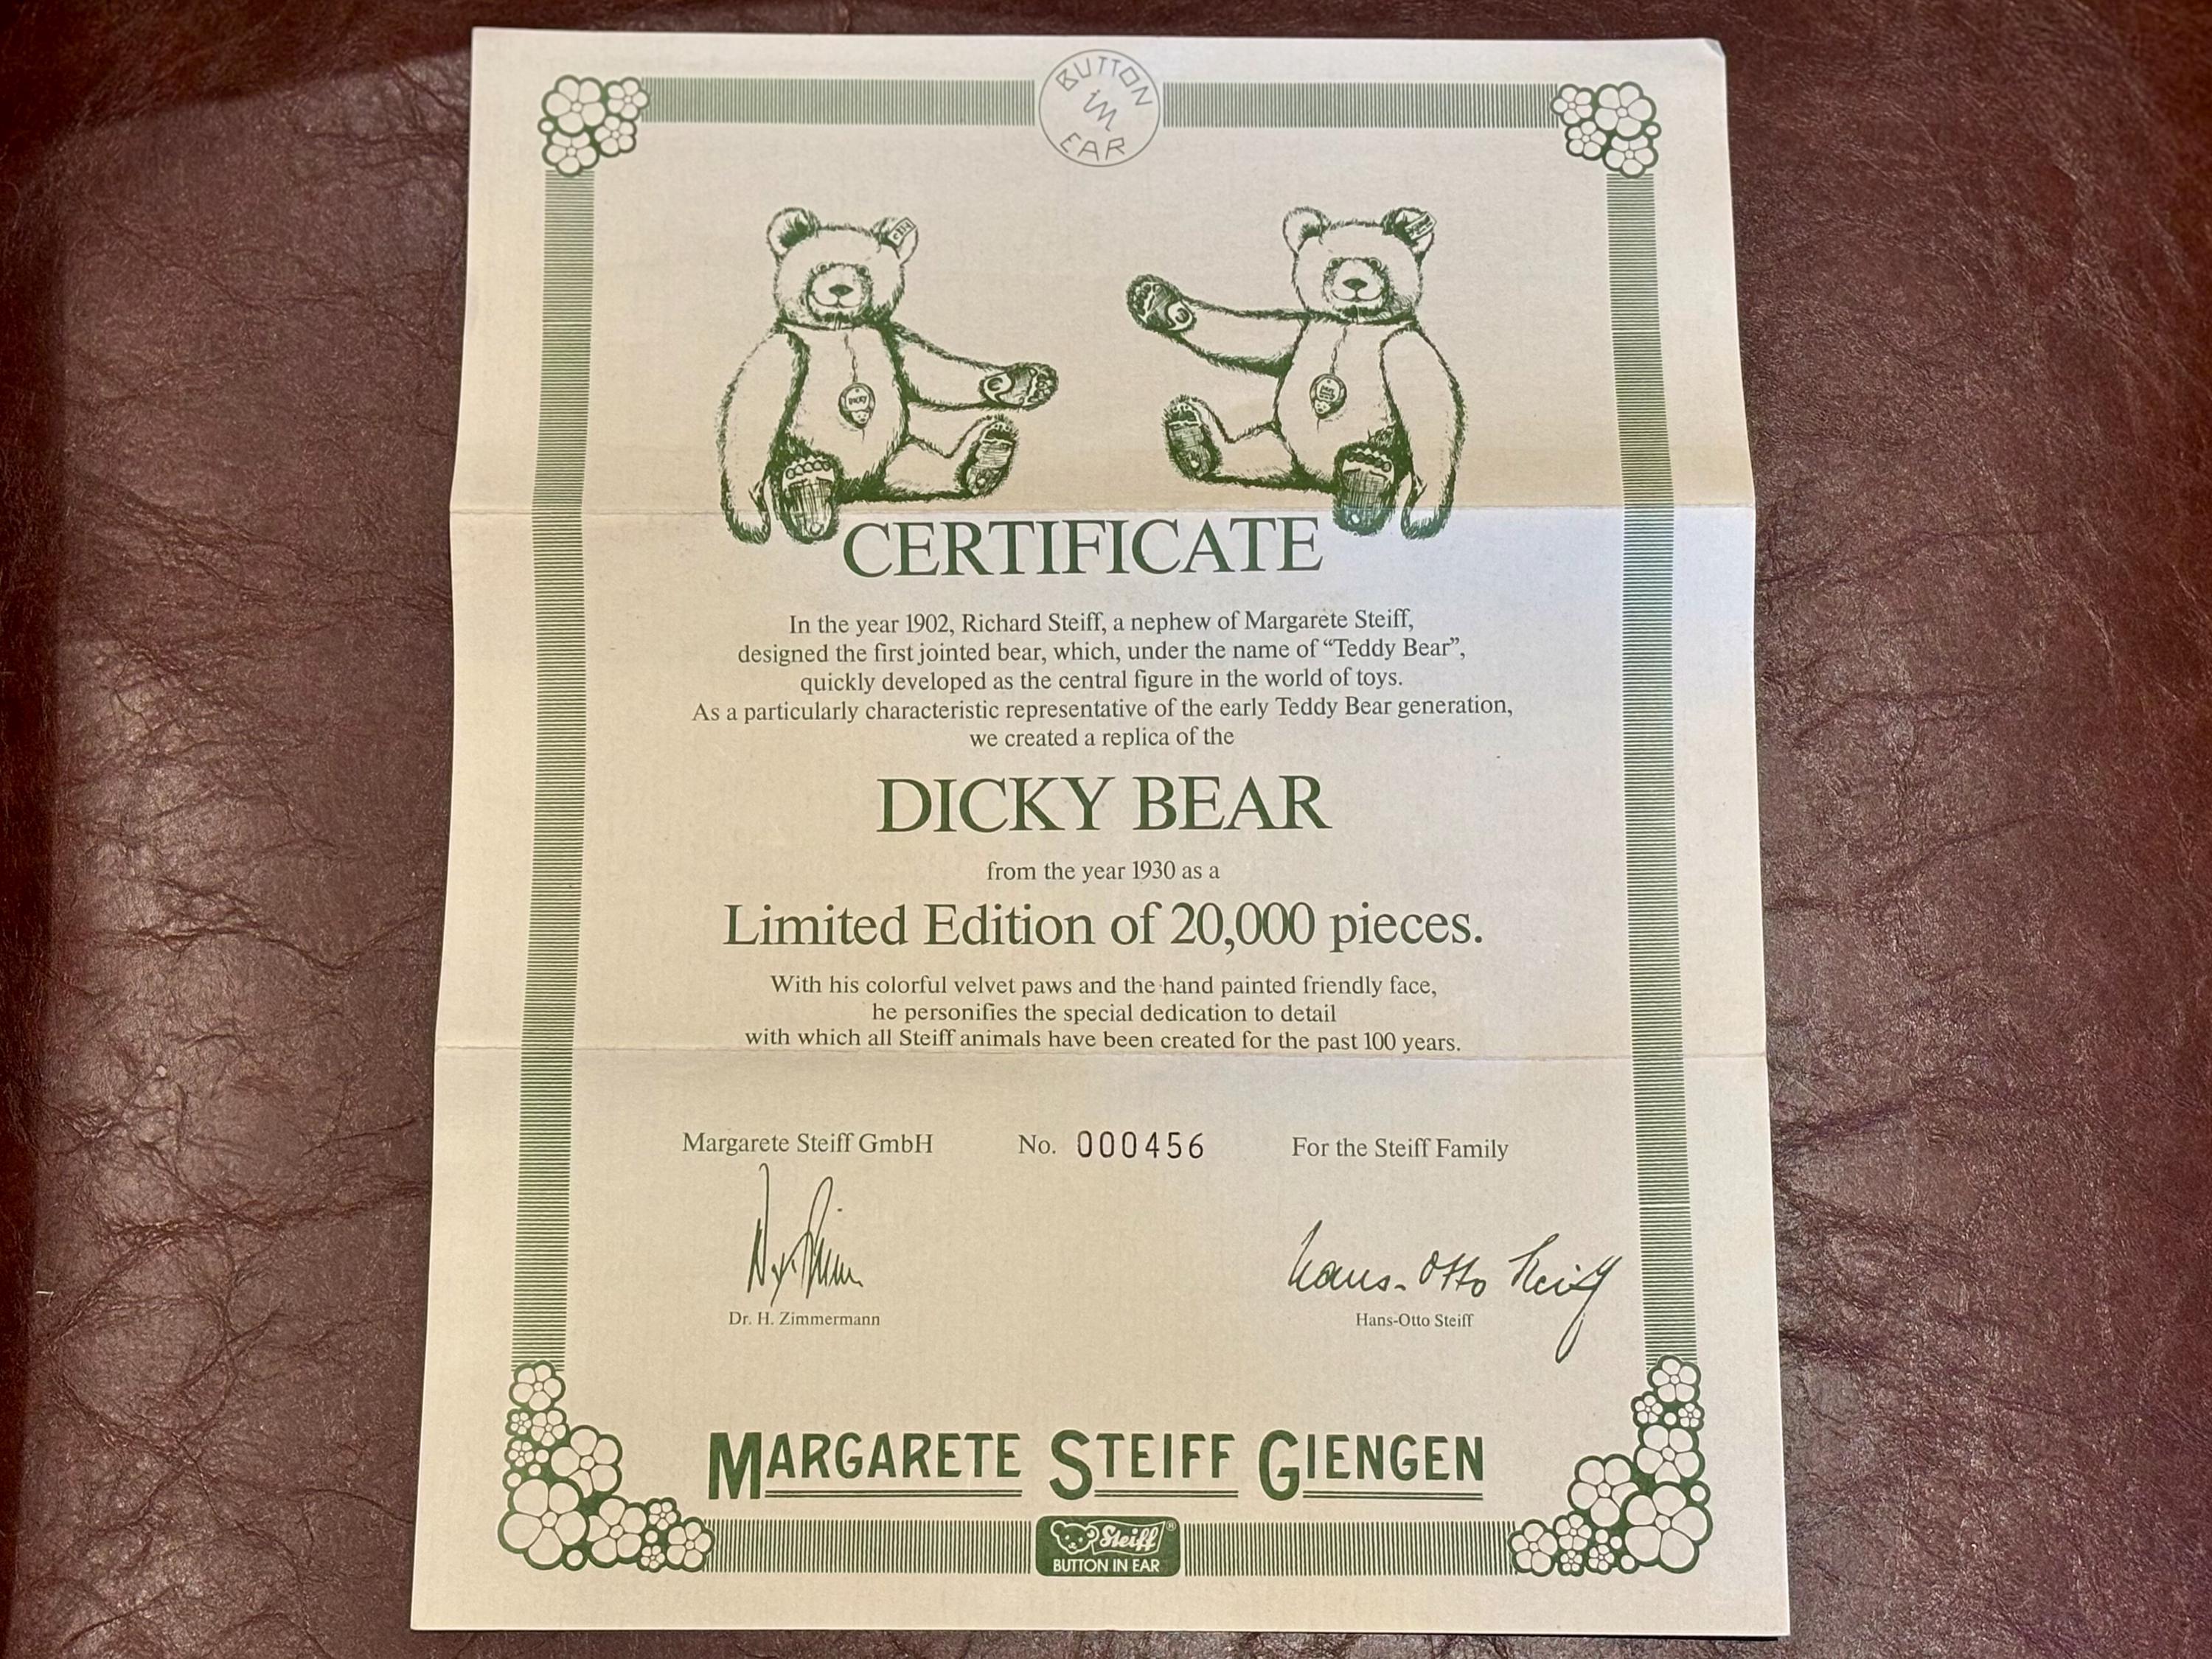 BUTTON
in
EAR
CERTIFICATE
In the year 1902, Richard Steiff, a nephew of Margarete Steiff,
designed the first jointed bear, which, under the name of “Teddy Bear”,
quickly developed as the central figure in the world of toys.
As a particularly characteristic representative of the early Teddy Bear generation,
we created a replica of the
DICKY BEAR
from the year 1930 as a
Limited Edition of 20,000 pieces.
With his colorful velvet paws and the hand painted friendly face,
he personifies the special dedication to detail
with which all Steiff animals have been created for the past 100 years.
Margarete Steiff GmbH No. 000456 For the Steiff Family
Hans-Otto Steiff
Dr. H. Zimmermann Hans-Otto Steiff
MARGARETE STEIFF GIENGEN
Steiff®
BUTTON IN EAR